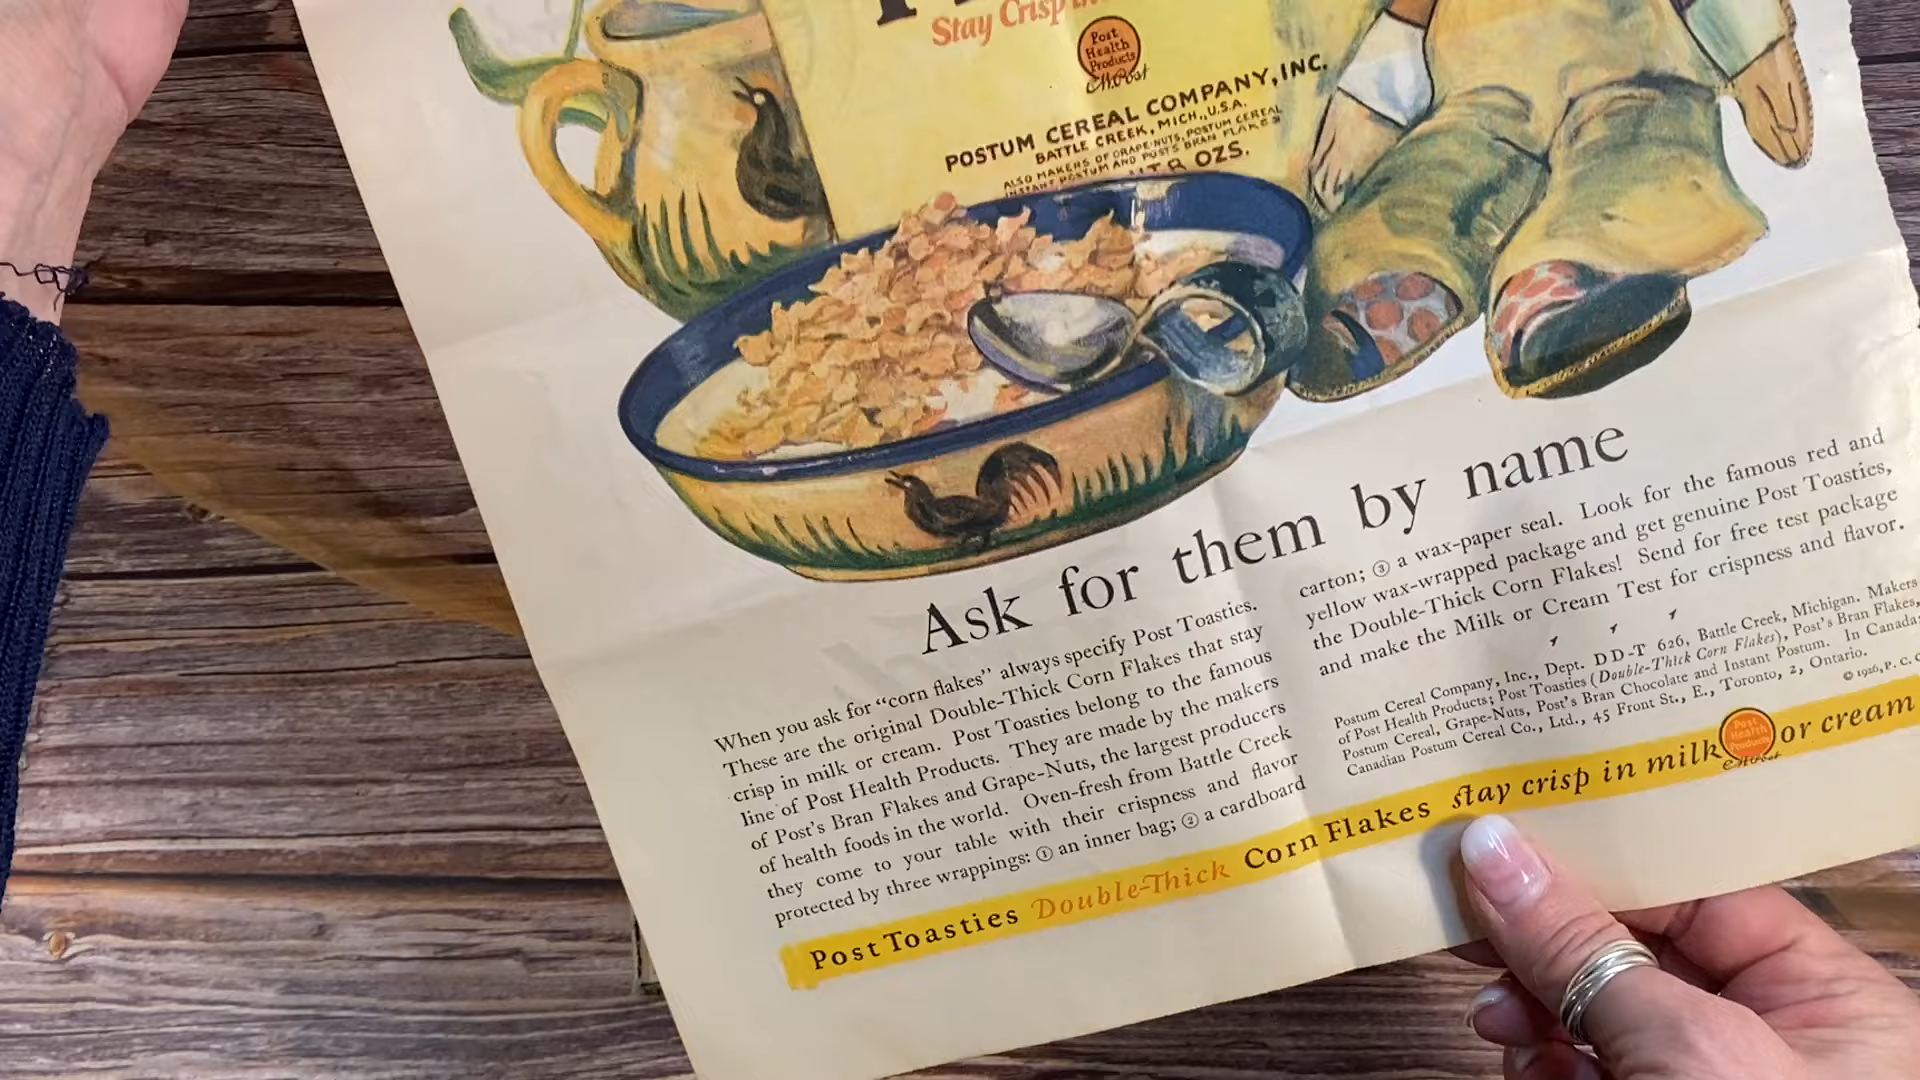 Stay Crisp in
Post
Health
Products
C.W. Post
POSTUM CEREAL COMPANY, INC.
BATTLE CREEK, MICH., U.S.A.
ALSO MAKERS OF GRAPE-NUTS, POSTUM CEREAL
INSTANT POSTUM AND POST'S BRAN FLAKES
OZS.
Ask for them by name
When you ask for “corn flakes” always specify Post Toasties.
These are the original Double-Thick Corn Flakes that stay
crisp in milk or cream. Post Toasties belong to the famous
line of Post Health Products. They are made by the makers
of Post's Bran Flakes and Grape-Nuts, the largest producers
of health foods in the world. Oven-fresh from Battle Creek
they come to your table with their crispness and flavor
protected by three wrappings: ① an inner bag; ② a cardboard
carton; ③ a wax-paper seal. Look for the famous red and
yellow wax-wrapped package and get genuine Post Toasties,
the Double-Thick Corn Flakes! Send for free test package
and make the Milk or Cream Test for crispness and flavor.
Postum Cereal Company, Inc., Dept. DD-T 626, Battle Creek, Michigan. Makers
of Post Health Products; Post Toasties (Double-Thick Corn Flakes), Post's Bran Flakes,
Postum Cereal, Grape-Nuts, Post's Bran Chocolate and Instant Postum. In Canada:
Canadian Postum Cereal Co., Ltd., 45 Front St., E., Toronto, 2, Ontario.
© 1926, P. C. C
Post Toasties Double-Thick Corn Flakes stay crisp in milk or cream
Post
Health
Products